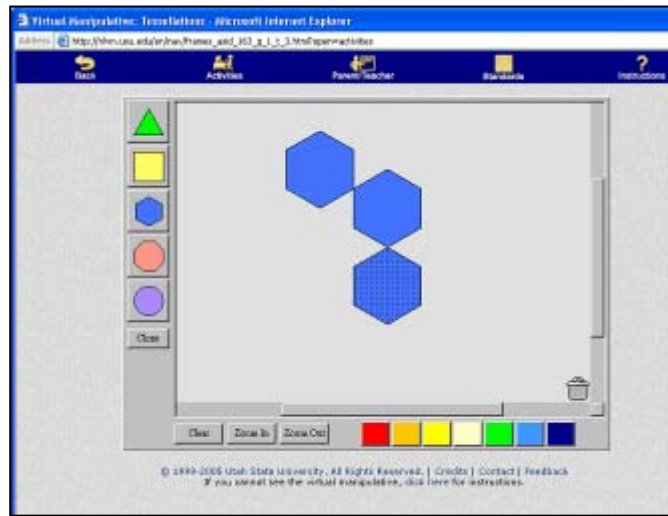 Virtual Manipulative: Tessellations - Microsoft Internet Explorer
Address
Back
Activities
Parent/Teacher
Standards
Instructions
Close
Clear
Zoom In
Zoom Out
© 1999-2005 Utah State University. All Rights Reserved. | Credits | Contact | Feedback
If you cannot see the virtual manipulative, click here for instructions.